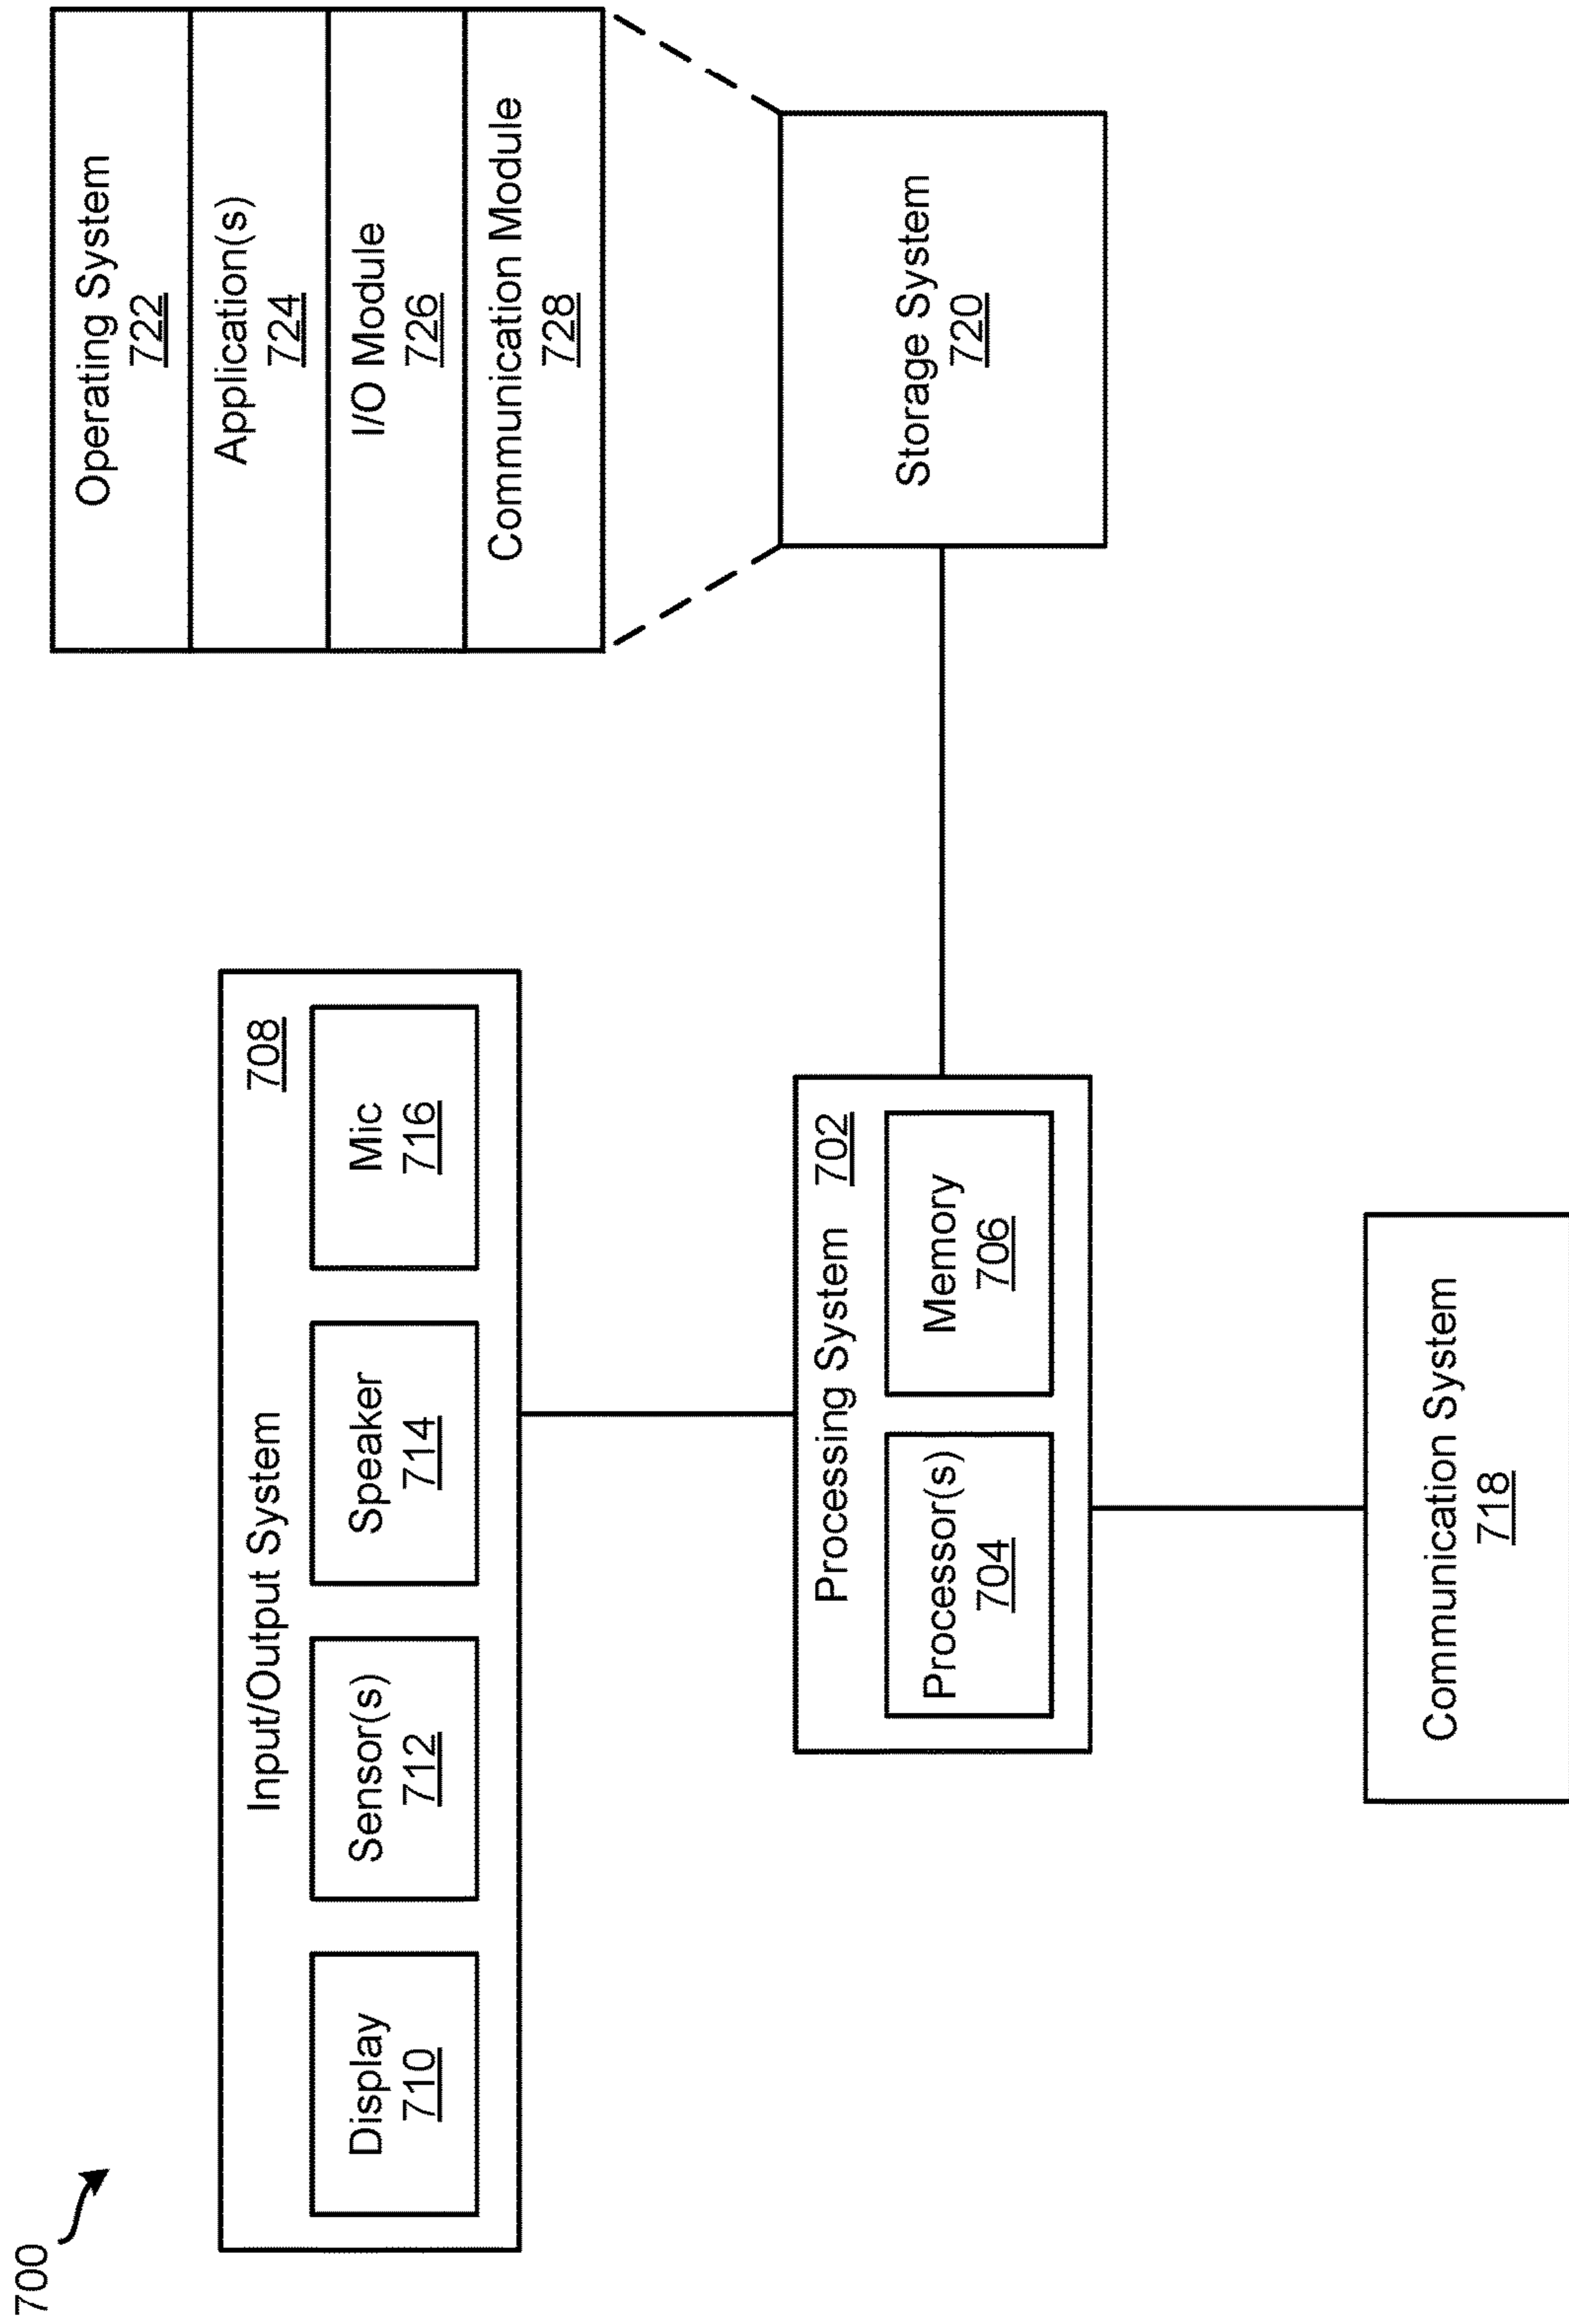 700
Input/Output System
708
Display
710
Sensor(s)
712
Speaker
714
Mic
716
Processing System
702
Processor(s)
704
Memory
706
Communication System
718
Operating System
722
Application(s)
724
I/O Module
726
Communication Module
728
Storage System
720